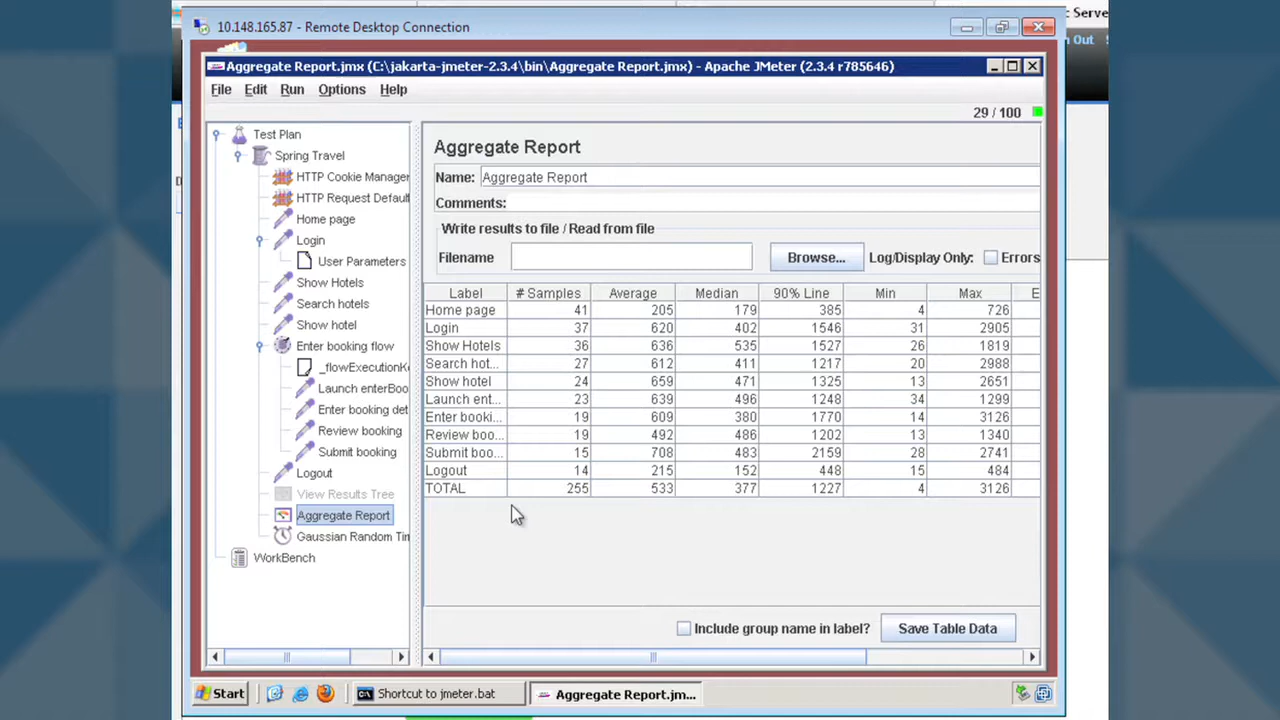 10.148.165.87 - Remote Desktop Connection
c Serve
Out
Aggregate Report.jmx (C:\jakarta-jmeter-2.3.4\bin\Aggregate Report.jmx) - Apache JMeter (2.3.4 r785646)
File Edit Run Options Help
29 / 100
Test Plan
Spring Travel
HTTP Cookie Manager
HTTP Request Default
Home page
Login
User Parameters
Show Hotels
Search hotels
Show hotel
Enter booking flow
_flowExecutionKe
Launch enterBoo
Enter booking det
Review booking
Submit booking
Logout
View Results Tree
Aggregate Report
Gaussian Random Tin
WorkBench
Aggregate Report
Name: Aggregate Report
Comments:
Write results to file / Read from file
Filename Browse... Log/Display Only: Errors
Label # Samples Average Median 90% Line Min Max E
Home page 41 205 179 385 4 726
Login 37 620 402 1546 31 2905
Show Hotels 36 636 535 1527 26 1819
Search hot... 27 612 411 1217 20 2988
Show hotel 24 659 471 1325 13 2651
Launch ent... 23 639 496 1248 34 1299
Enter booki... 19 609 380 1770 14 3126
Review boo... 19 492 486 1202 13 1340
Submit boo... 15 708 483 2159 28 2741
Logout 14 215 152 448 15 484
TOTAL 255 533 377 1227 4 3126
Include group name in label? Save Table Data
Start Shortcut to jmeter.bat Aggregate Report.jm...